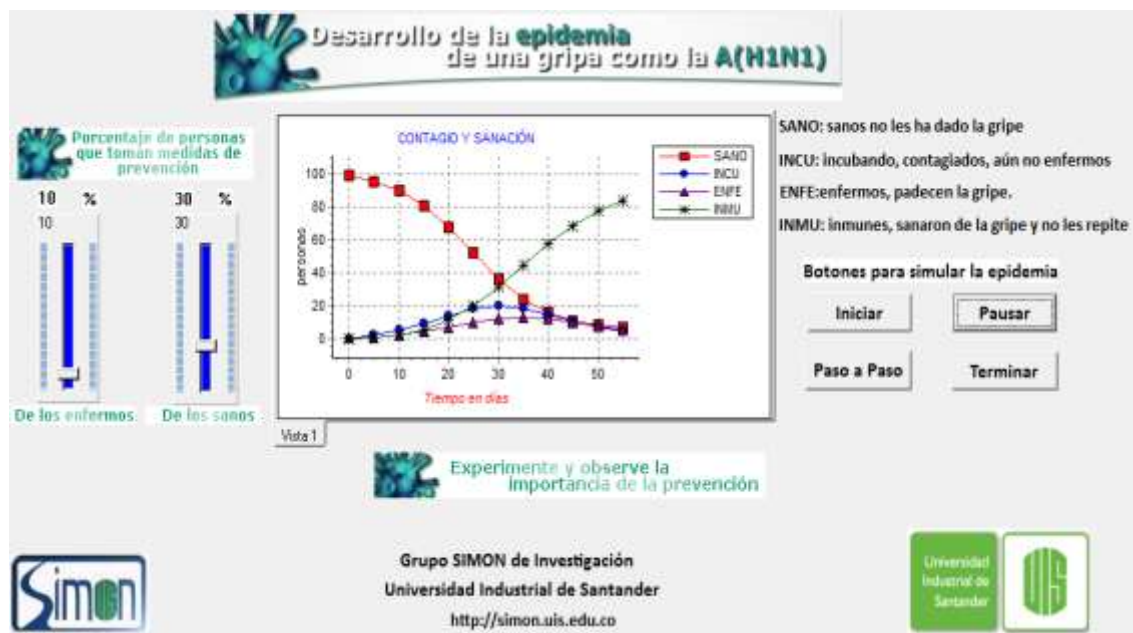 Desarrollo de la epidemia
de una gripa como la A(H1N1)
Porcentaje de personas
que toman medidas de
prevención
10 %
30 %
10
30
De los enfermos
De los sanos
CONTAGIO Y SANACIÓN
SANO
INCU
ENFE
INMU
personas
100
80
60
40
20
0
0 10 20 30 40 50
Tiempo en días
Vista 1
SANO: sanos no les ha dado la gripe
INCU: incubando, contagiados, aún no enfermos
ENFE:enfermos, padecen la gripe.
INMU: inmunes, sanaron de la gripe y no les repite
Botones para simular la epidemia
Iniciar
Pausar
Paso a Paso
Terminar
Experimente y observe la
importancia de la prevención
Simon
Grupo SIMON de Investigación
Universidad Industrial de Santander
http://simon.uis.edu.co
Universidad
Industrial de
Santander
UIS